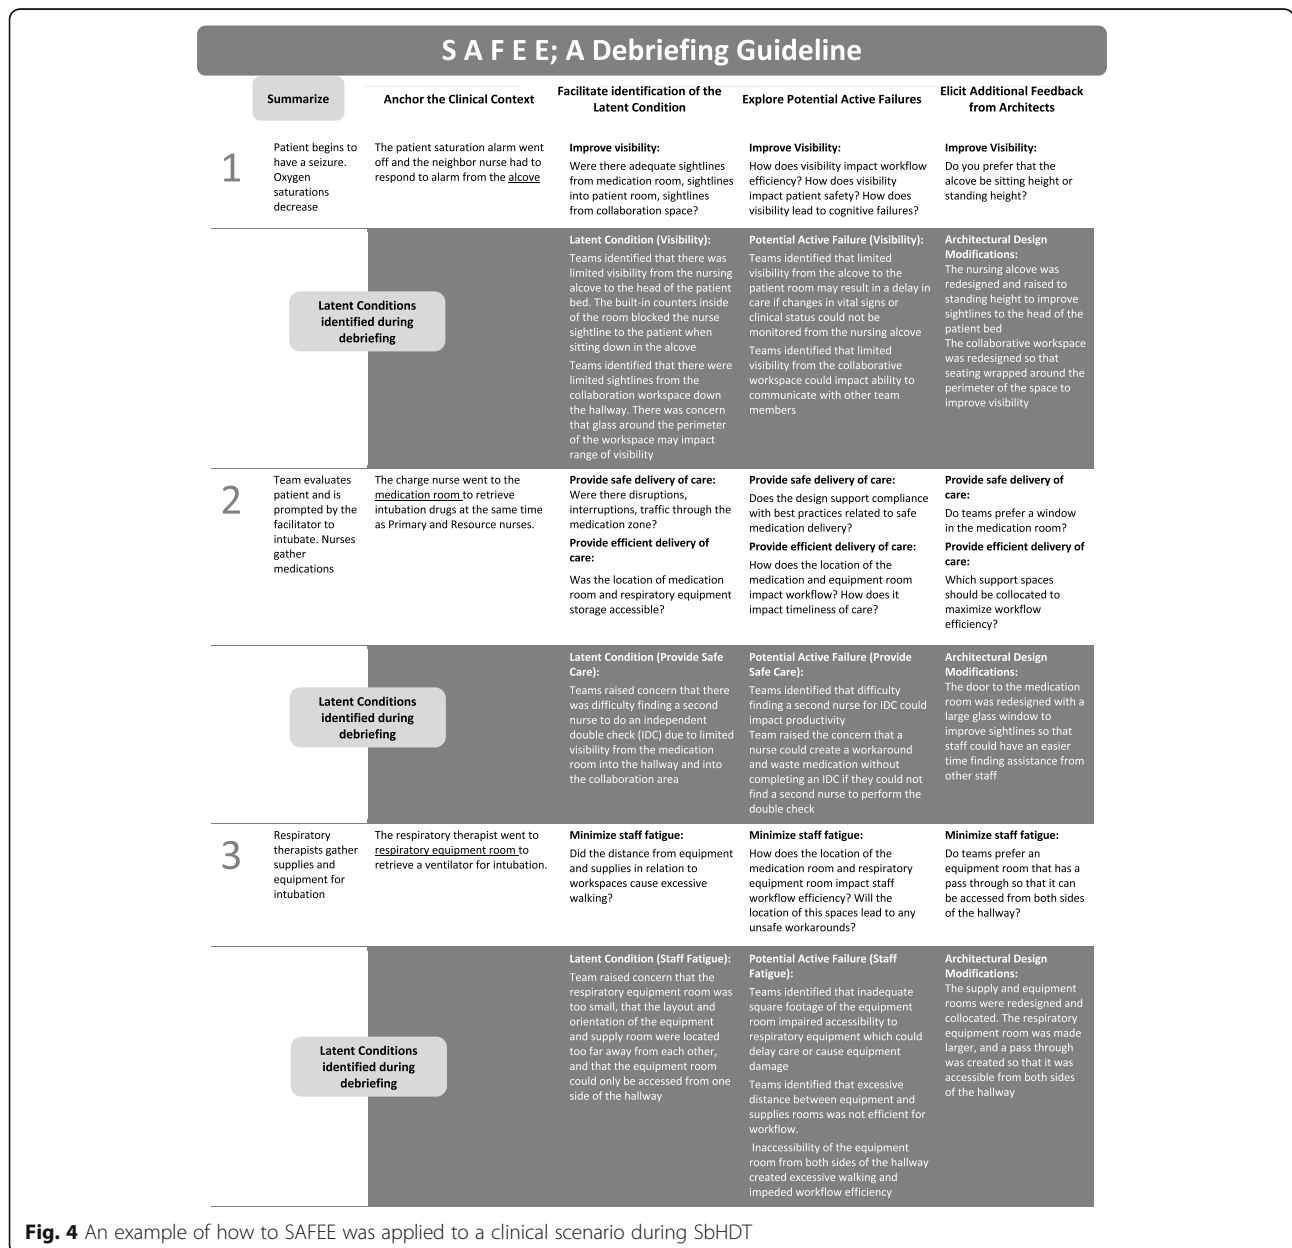 S A F E E; A Debriefing Guideline
Summarize
Anchor the Clinical Context
Facilitate identification of the
Latent Condition
Explore Potential Active Failures
Elicit Additional Feedback
from Architects
1
Patient begins to
have a seizure.
Oxygen
saturations
decrease
The patient saturation alarm went
off and the neighbor nurse had to
respond to alarm from the alcove
Improve visibility:
Were there adequate sightlines
from medication room, sightlines
into patient room, sightlines
from collaboration space?
Improve Visibility:
How does visibility impact workflow
efficiency? How does visibility
impact patient safety? How does
visibility lead to cognitive failures?
Improve Visibility:
Do you prefer that the
alcove be sitting height or
standing height?
Latent Conditions
identified during
debriefing
Latent Condition (Visibility):
Teams identified that there was
limited visibility from the nursing
alcove to the head of the patient
bed. The built-in counters inside
of the room blocked the nurse
sightline to the patient when
sitting down in the alcove
Teams identified that there were
limited sightlines from the
collaboration workspace down
the hallway. There was concern
that glass around the perimeter
of the workspace may impact
range of visibility
Potential Active Failure (Visibility):
Teams identified that limited
visibility from the alcove to the
patient room may result in a delay in
care if changes in vital signs or
clinical status could not be
monitored from the nursing alcove
Teams identified that limited
visibility from the collaborative
workspace could impact ability to
communicate with other team
members
Architectural Design
Modifications:
The nursing alcove was
redesigned and raised to
standing height to improve
sightlines to the head of the
patient bed
The collaborative workspace
was redesigned so that
seating wrapped around the
perimeter of the space to
improve visibility
2
Team evaluates
patient and is
prompted by the
facilitator to
intubate. Nurses
gather
medications
The charge nurse went to the
medication room to retrieve
intubation drugs at the same time
as Primary and Resource nurses.
Provide safe delivery of care:
Were there disruptions,
interruptions, traffic through the
medication zone?
Provide efficient delivery of
care:
Was the location of medication
room and respiratory equipment
storage accessible?
Provide safe delivery of care:
Does the design support compliance
with best practices related to safe
medication delivery?
Provide efficient delivery of care:
How does the location of the
medication and equipment room
impact workflow? How does it
impact timeliness of care?
Provide safe delivery of
care:
Do teams prefer a window
in the medication room?
Provide efficient delivery of
care:
Which support spaces
should be collocated to
maximize workflow
efficiency?
Latent Conditions
identified during
debriefing
Latent Condition (Provide Safe
Care):
Teams raised concern that there
was difficulty finding a second
nurse to do an independent
double check (IDC) due to limited
visibility from the medication
room into the hallway and into
the collaboration area
Potential Active Failure (Provide
Safe Care):
Teams identified that difficulty
finding a second nurse for IDC could
impact productivity
Team raised the concern that a
nurse could create a workaround
and waste medication without
completing an IDC if they could not
find a second nurse to perform the
double check
Architectural Design
Modifications:
The door to the medication
room was redesigned with a
large glass window to
improve sightlines so that
staff could have an easier
time finding assistance from
other staff
3
Respiratory
therapists gather
supplies and
equipment for
intubation
The respiratory therapist went to
respiratory equipment room to
retrieve a ventilator for intubation.
Minimize staff fatigue:
Did the distance from equipment
and supplies in relation to
workspaces cause excessive
walking?
Minimize staff fatigue:
How does the location of the
medication room and respiratory
equipment room impact staff
workflow efficiency? Will the
location of this spaces lead to any
unsafe workarounds?
Minimize staff fatigue:
Do teams prefer an
equipment room that has a
pass through so that it can
be accessed from both sides
of the hallway?
Latent Conditions
identified during
debriefing
Latent Condition (Staff Fatigue):
Team raised concern that the
respiratory equipment room was
too small, that the layout and
orientation of the equipment
and supply room were located
too far away from each other,
and that the equipment room
could only be accessed from one
side of the hallway
Potential Active Failure (Staff
Fatigue):
Teams identified that inadequate
square footage of the equipment
room impaired accessibility to
respiratory equipment which could
delay care or cause equipment
damage
Teams identified that excessive
distance between equipment and
supplies rooms was not efficient for
workflow.
Inaccessibility of the equipment
room from both sides of the hallway
created excessive walking and
impeded workflow efficiency
Architectural Design
Modifications:
The supply and equipment
rooms were redesigned and
collocated. The respiratory
equipment room was made
larger, and a pass through
was created so that it was
accessible from both sides
of the hallway
Fig. 4 An example of how to SAFEE was applied to a clinical scenario during SbHDT